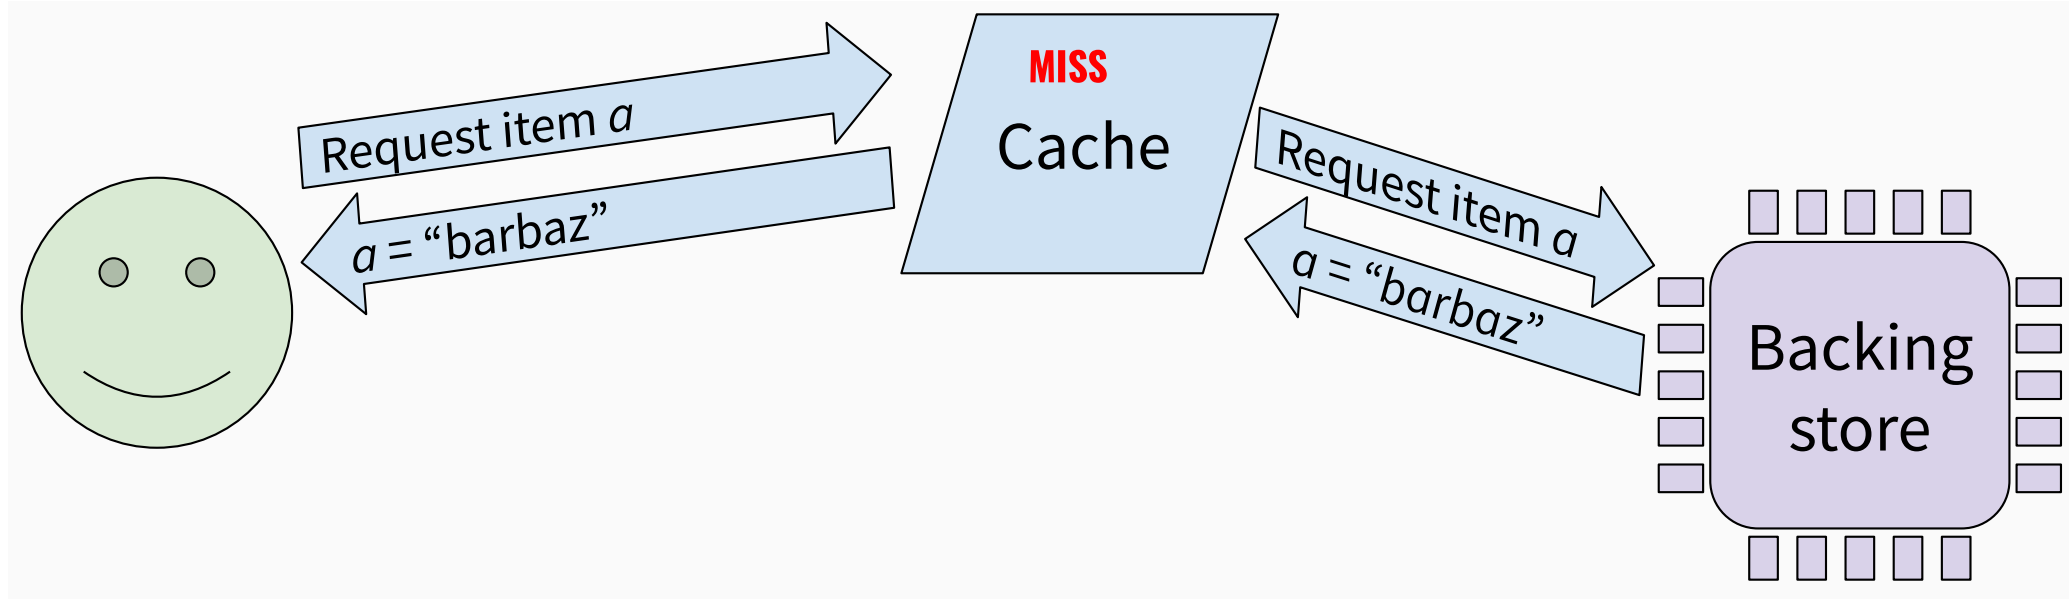 Request item a
a = “barbaz”
MISS
Cache
Request item a
a = “barbaz”
Backing
store